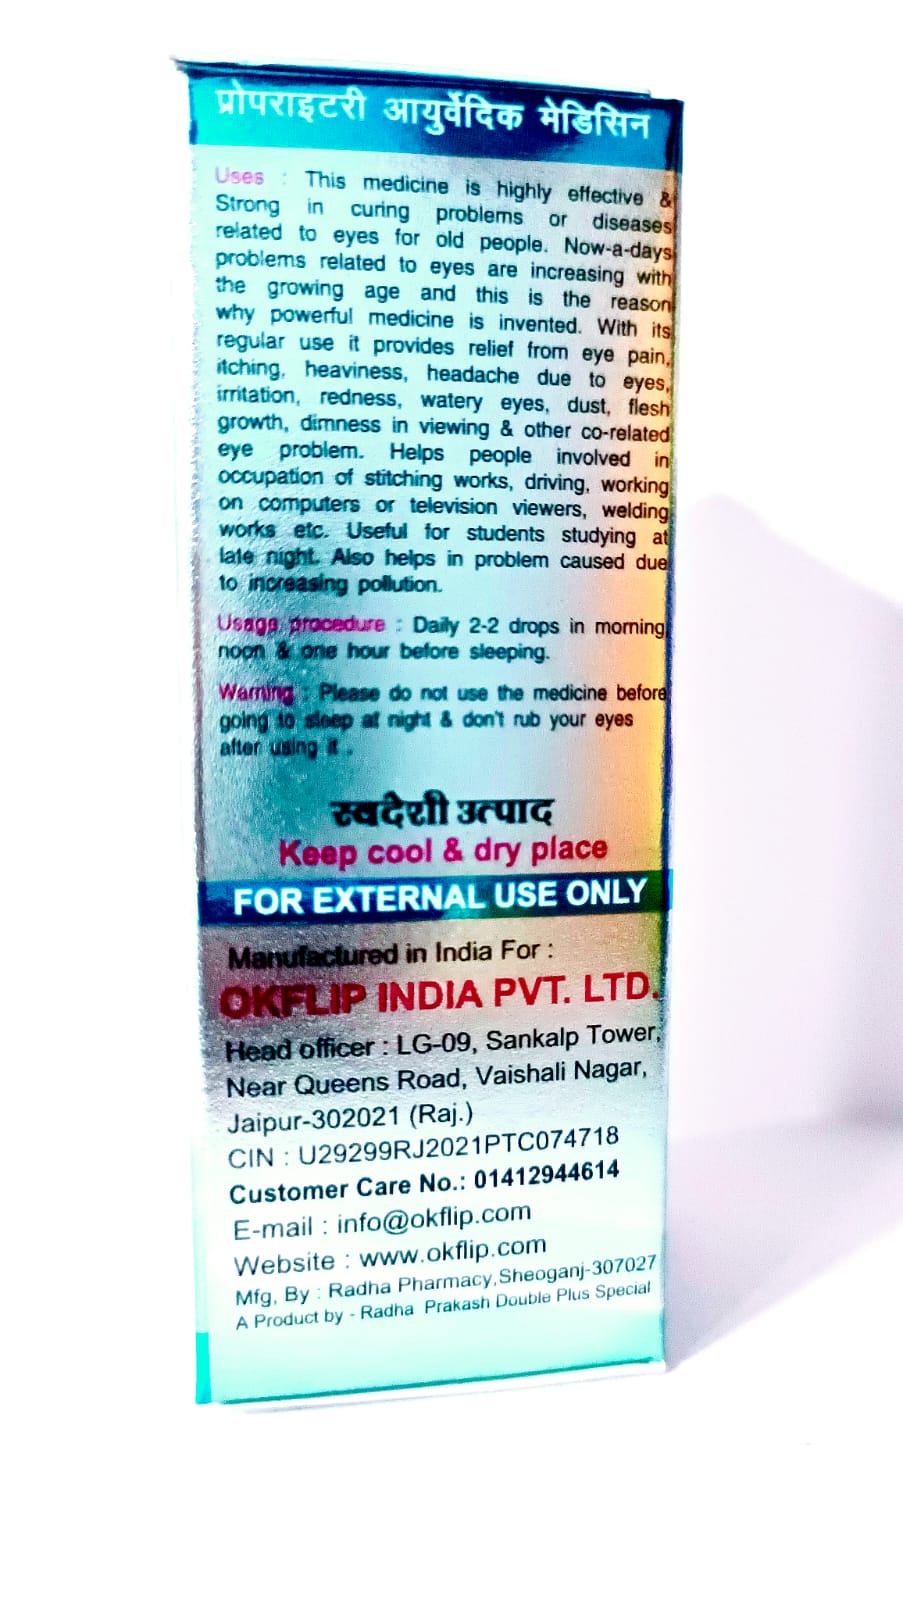 प्रोपराइटरी आयुर्वेदिक मेडिसिन
Uses : This medicine is highly effective &
Strong in curing problems or diseases
related to eyes for old people. Now-a-days
problems related to eyes are increasing with
the growing age and this is the reason
why powerful medicine is invented. With its
regular use it provides relief from eye pain,
itching, heaviness, headache due to eyes,
irritation, redness, watery eyes, dust, flesh
growth, dimness in viewing & other co-related
eye problem. Helps people involved in
occupation of stitching works, driving, working
on computers or television viewers, welding
works etc. Useful for students studying at
late night. Also helps in problem caused due
to increasing pollution.
Usage procedure : Daily 2-2 drops in morning,
noon & one hour before sleeping.
Warning : Please do not use the medicine before
going to sleep at night & don't rub your eyes
after using it .
स्वदेशी उत्पाद
Keep cool & dry place
FOR EXTERNAL USE ONLY
Manufactured in India For :
OKFLIP INDIA PVT. LTD.
Head officer : LG-09, Sankalp Tower,
Near Queens Road, Vaishali Nagar,
Jaipur-302021 (Raj.)
CIN : U29299RJ2021PTC074718
Customer Care No.: 01412944614
E-mail : info@okflip.com
Website : www.okflip.com
Mfg, By : Radha Pharmacy,Sheoganj-307027
A Product by - Radha Prakash Double Plus Special